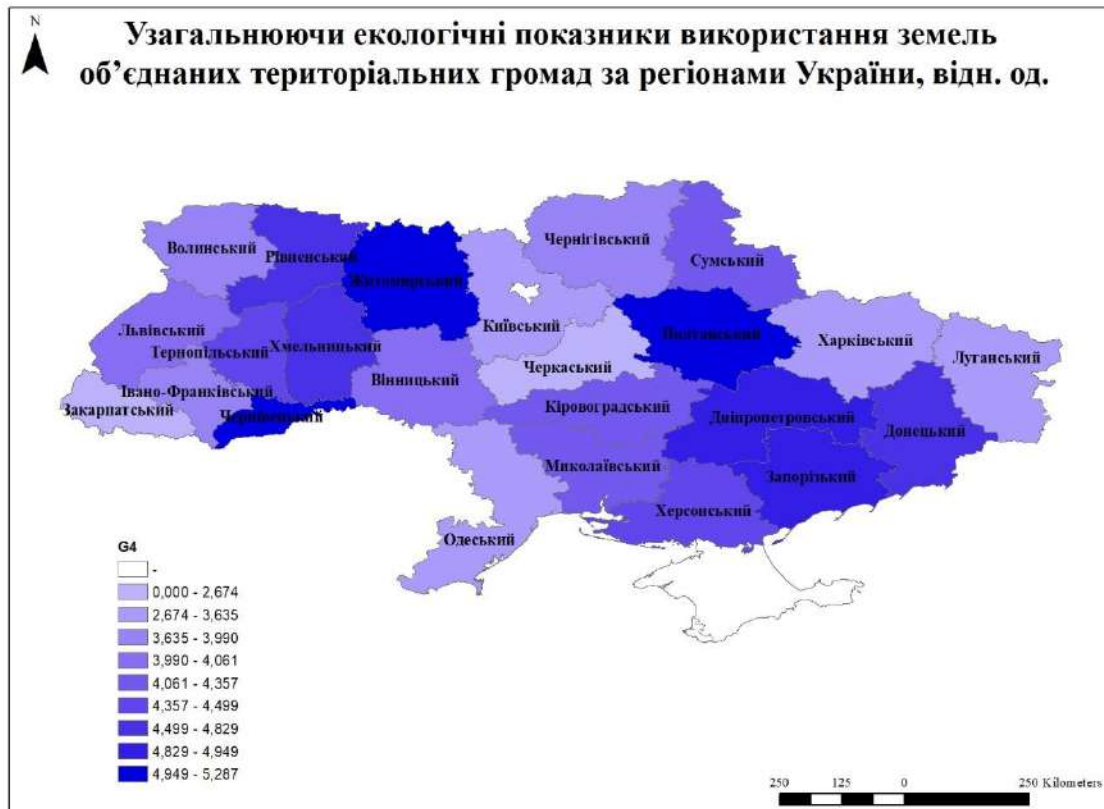 N
Узагальнюючи екологічні показники використання земель
об’єднаних територіальних громад за регіонами України, відн. од.
Волинський
Рівненський
Житомирський
Чернігівський
Сумський
Київський
Полтавський
Харківський
Луганський
Львівський
Тернопільський
Хмельницький
Вінницький
Черкаський
Івано-Франківський
Закарпатський
Чернівецький
Кіровоградський
Дніпропетровський
Донецький
Миколаївський
Запорізький
Херсонський
Одеський
G4
-
0,000 - 2,674
2,674 - 3,635
3,635 - 3,990
3,990 - 4,061
4,061 - 4,357
4,357 - 4,499
4,499 - 4,829
4,829 - 4,949
4,949 - 5,287
250 125 0 250 Kilometers